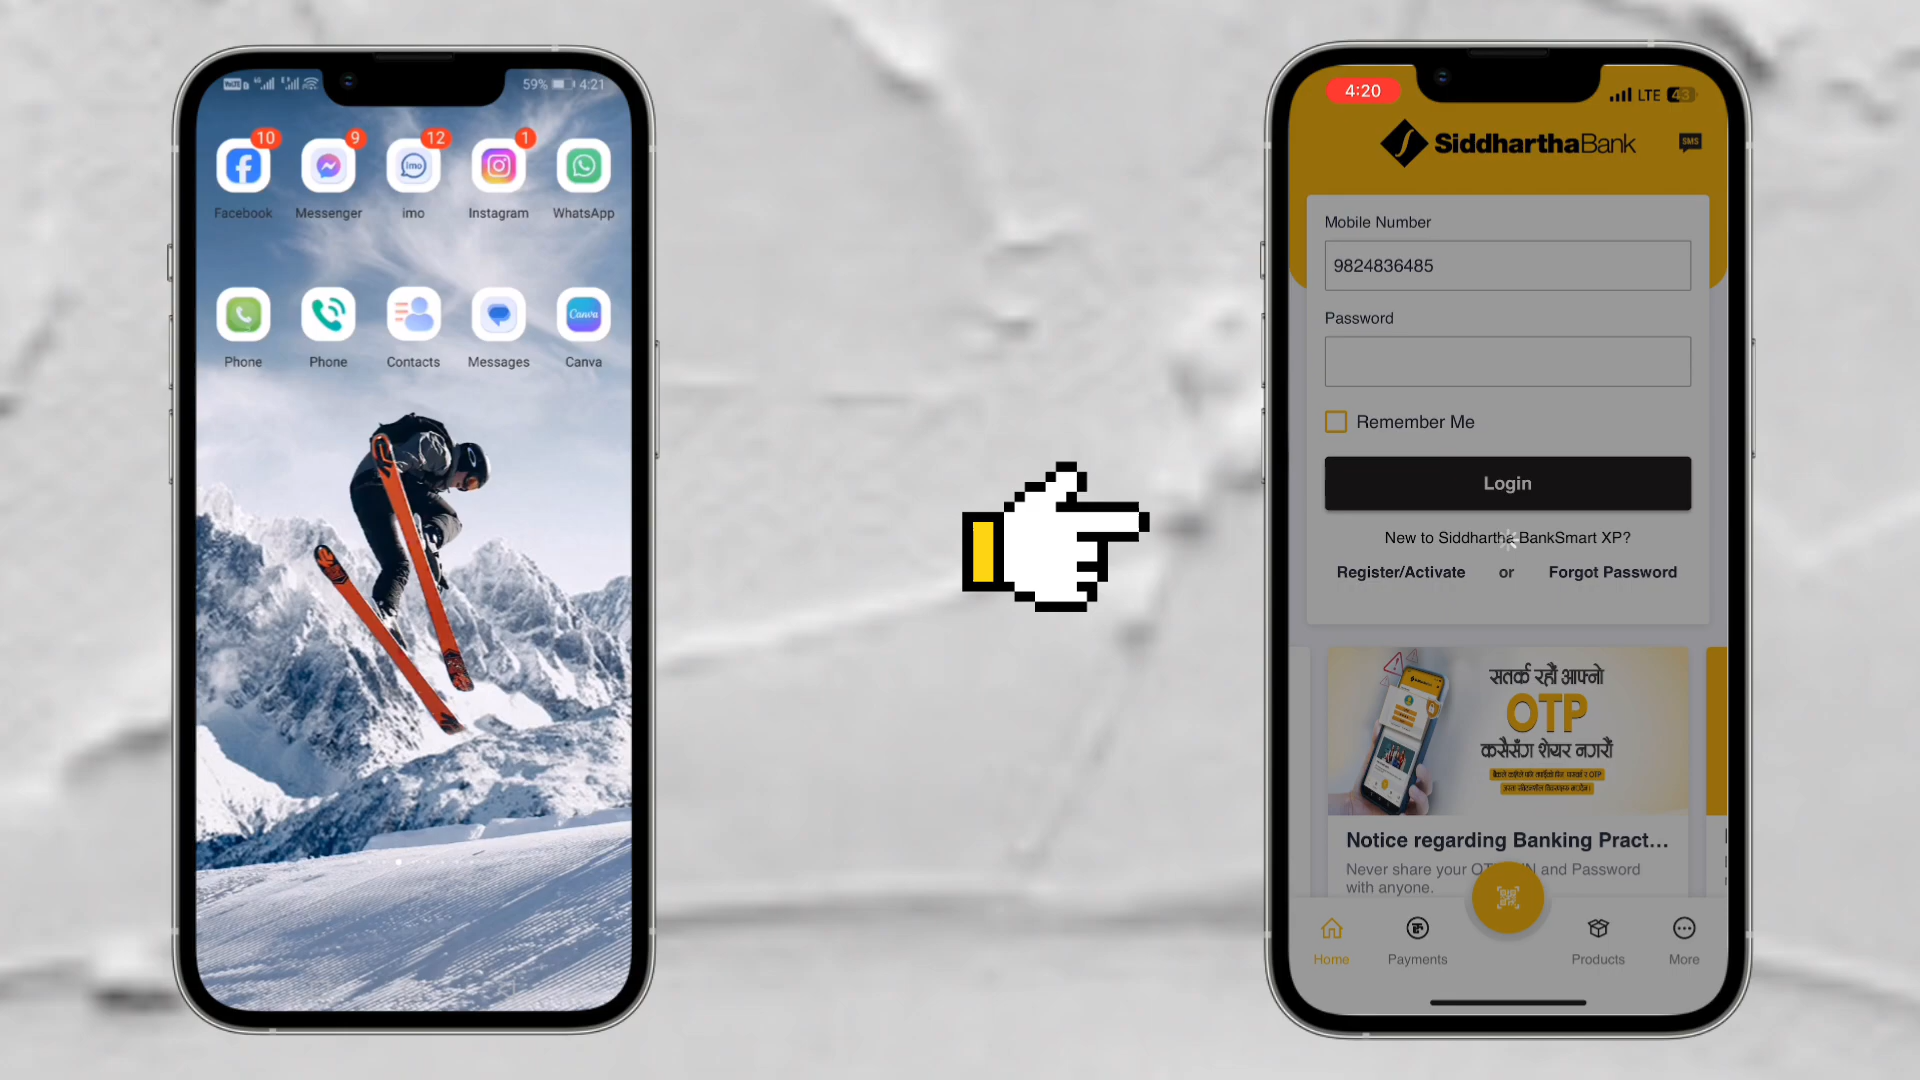 59% 4:21
10 9 12 1
imo
Facebook Messenger imo Instagram WhatsApp
Canva
Phone Phone Contacts Messages Canva
4:20 LTE 43
SiddharthaBank SMS
Mobile Number
9824836485
Password
Remember Me
Login
New to Siddhartha BankSmart XP?
Register/Activate or Forgot Password
सतर्क रहौं आफ्नो
OTP
कसैसँग शेयर नगरौं
Notice regarding Banking Pract...
Never share your and Password
with anyone.
Home Payments Products More